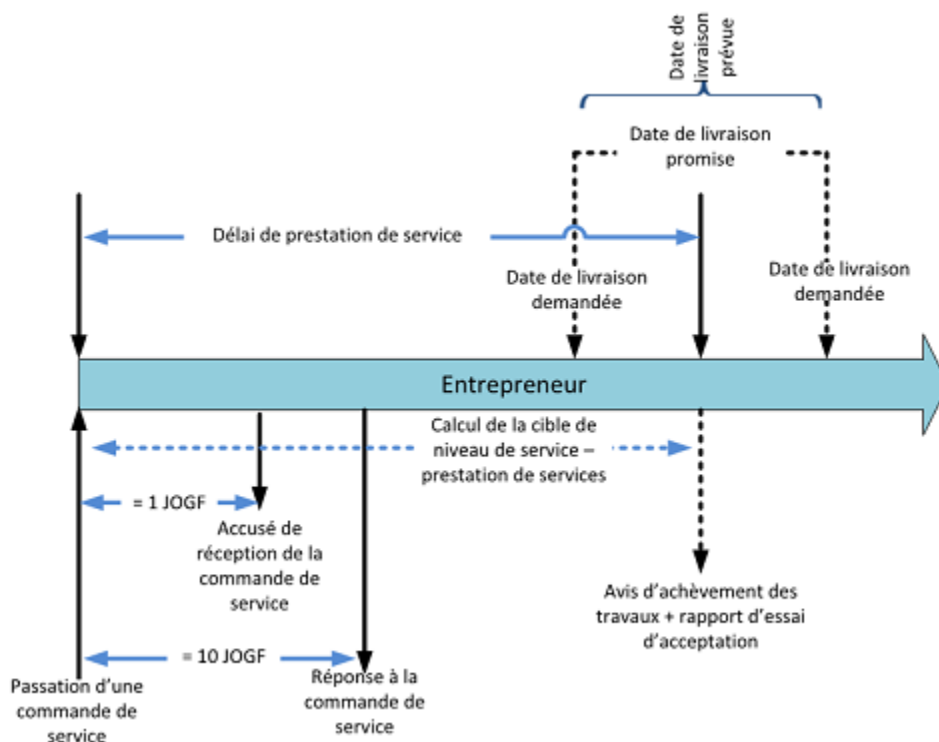 Date de
livraison
prévue
Date de livraison
promise
Délai de prestation de service
Date de livraison
demandée
Date de livraison
demandée
Entrepreneur
Calcul de la cible de
niveau de service –
prestation de services
= 1 JOGF
Accusé de
réception de la
commande de
service
Avis d’achèvement des
travaux + rapport d’essai
d’acceptation
= 10 JOGF
Passation d’une
commande de
service
Réponse à la
commande de
service